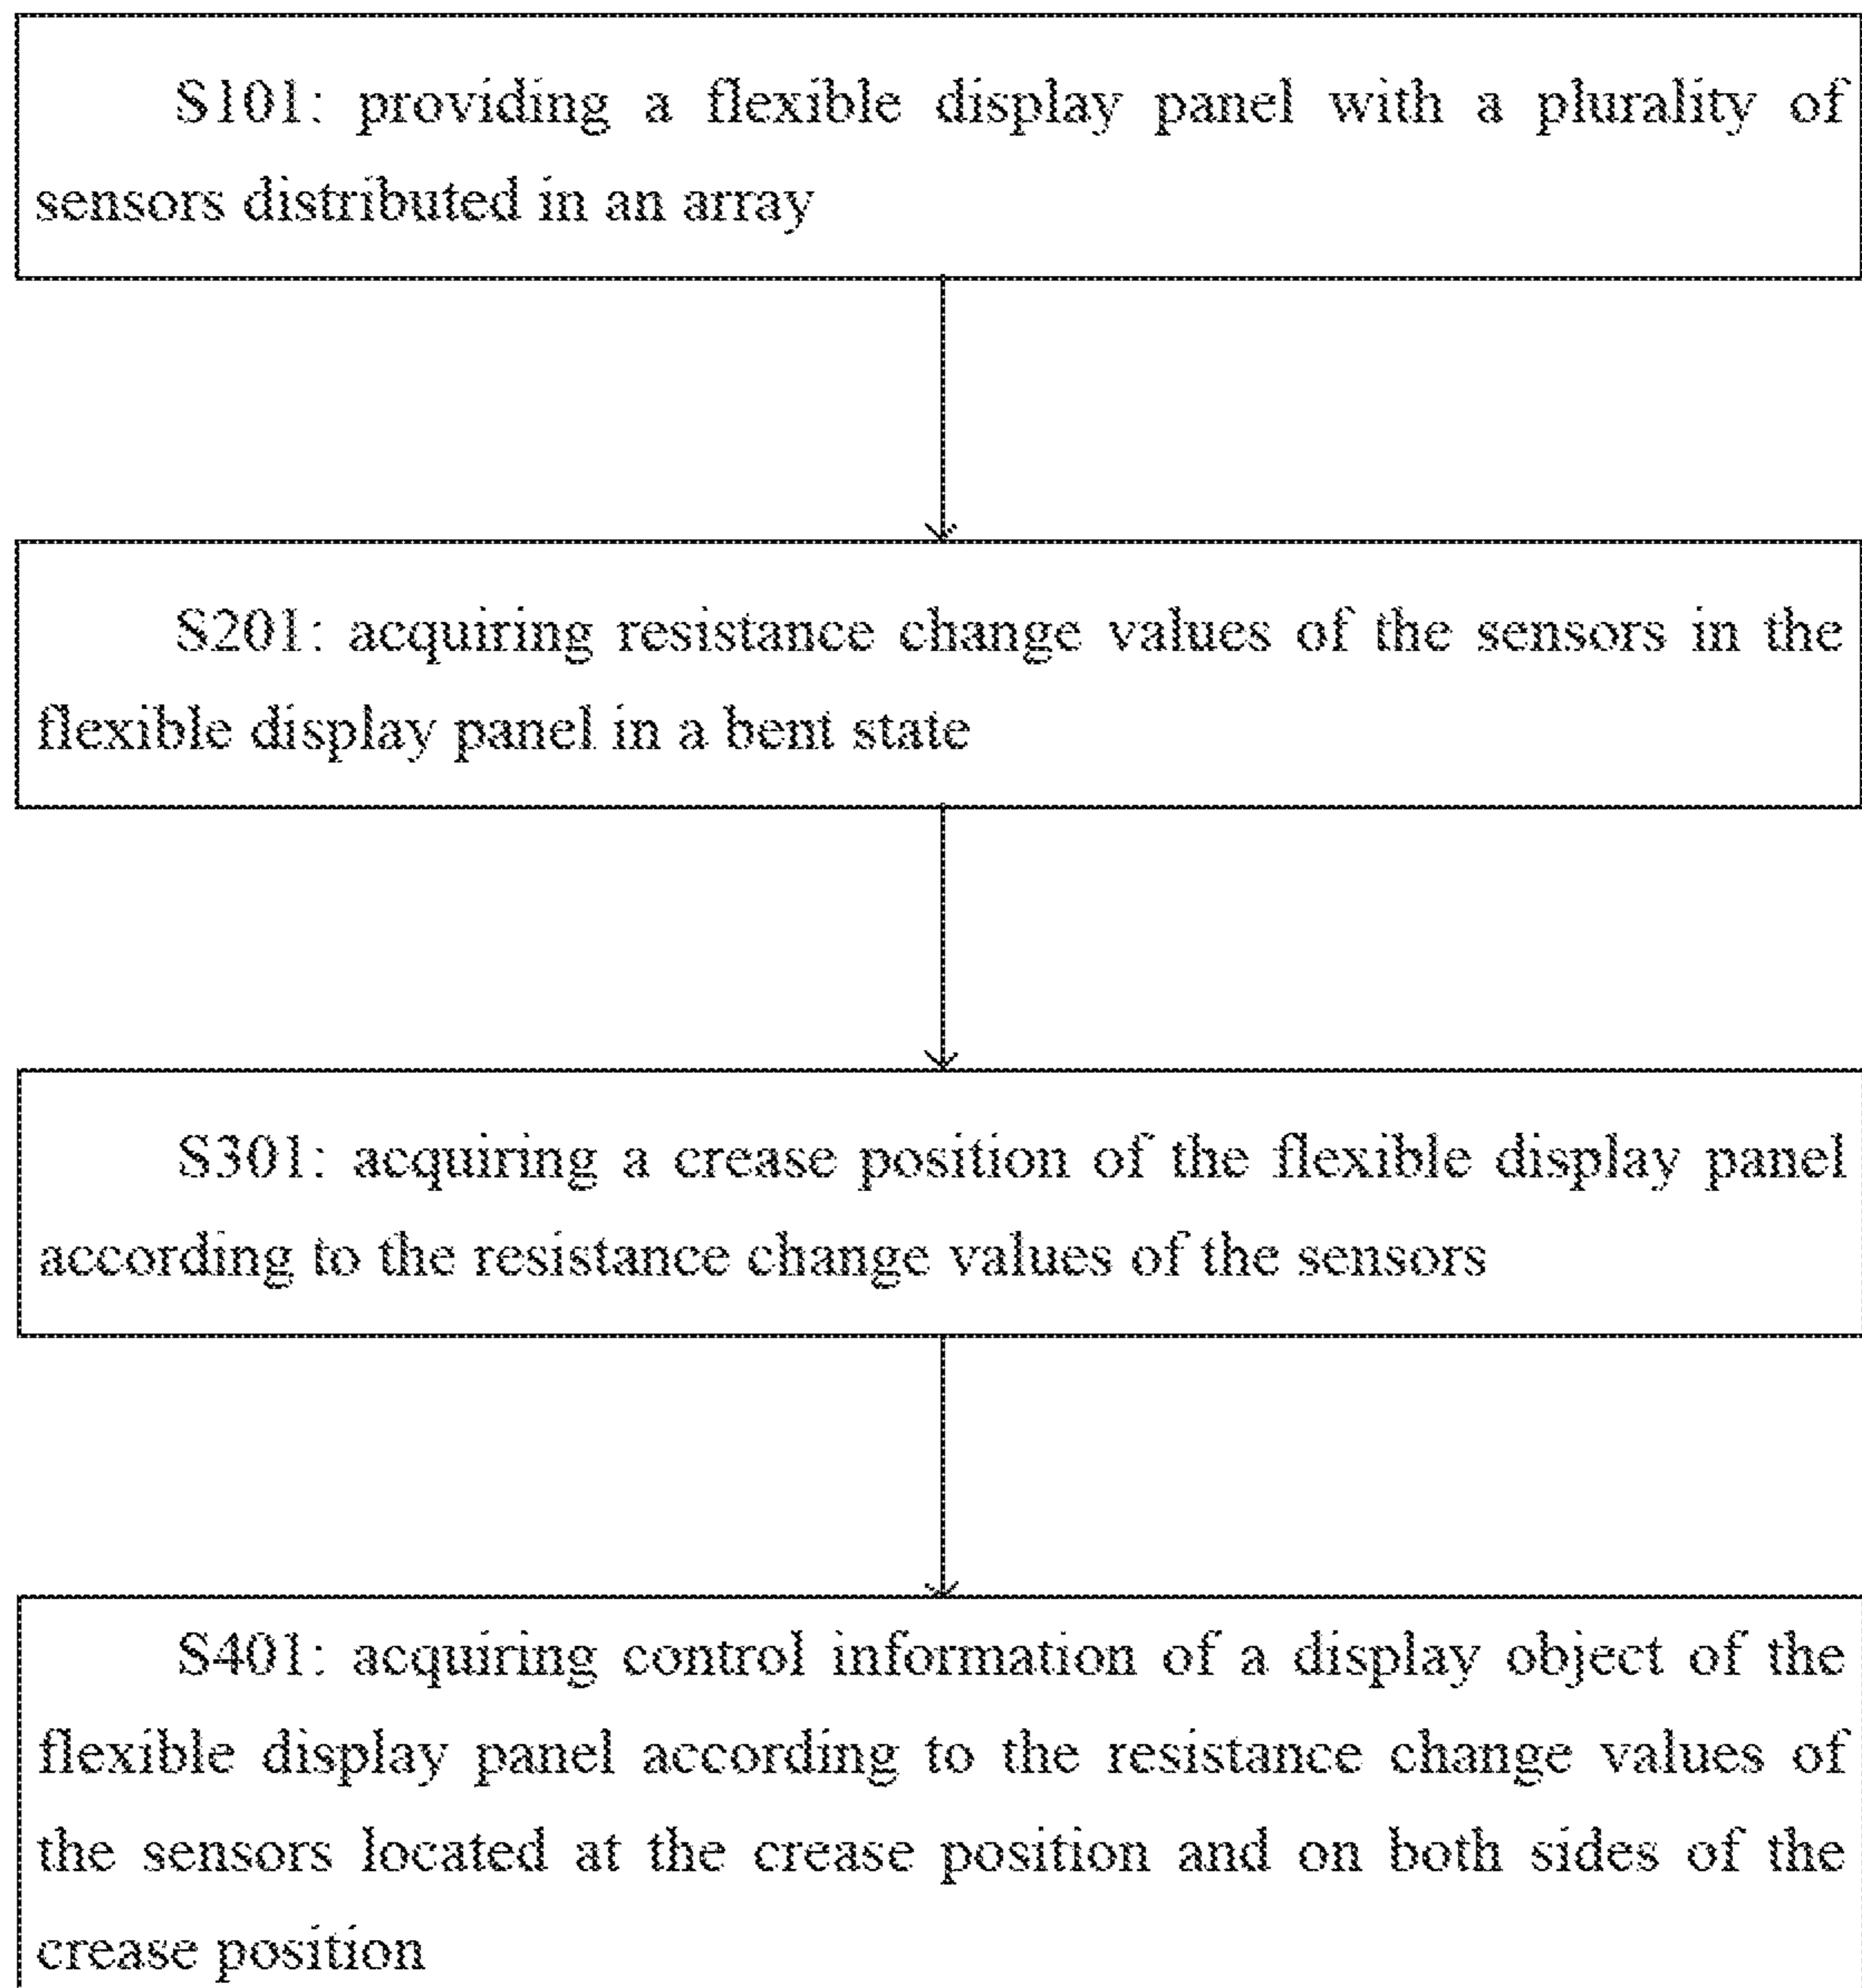 S101: providing a flexible display panel with a plurality of
sensors distributed in an array
S201: acquiring resistance change values of the sensors in the
flexible display panel in a bent state
S301: acquiring a crease position of the flexible display panel
according to the resistance change values of the sensors
S401: acquiring control information of a display object of the
flexible display panel according to the resistance change values of
the sensors located at the crease position and on both sides of the
crease position